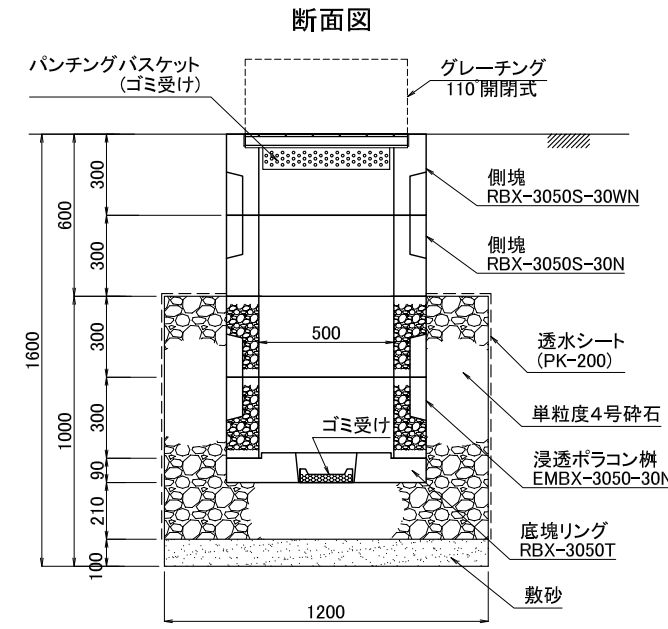 断面図
パンチングバスケット
(ゴミ受け)
グレーチング
110°開閉式
側塊
RBX-3050S-30WN
側塊
RBX-3050S-30N
透水シート
(PK-200)
単粒度4号砕石
浸透ポラコン桝
EMBX-3050-30N
底塊リング
RBX-3050T
敷砂
ゴミ受け
500
300
300
300
300
90
210
100
600
1000
1600
1200